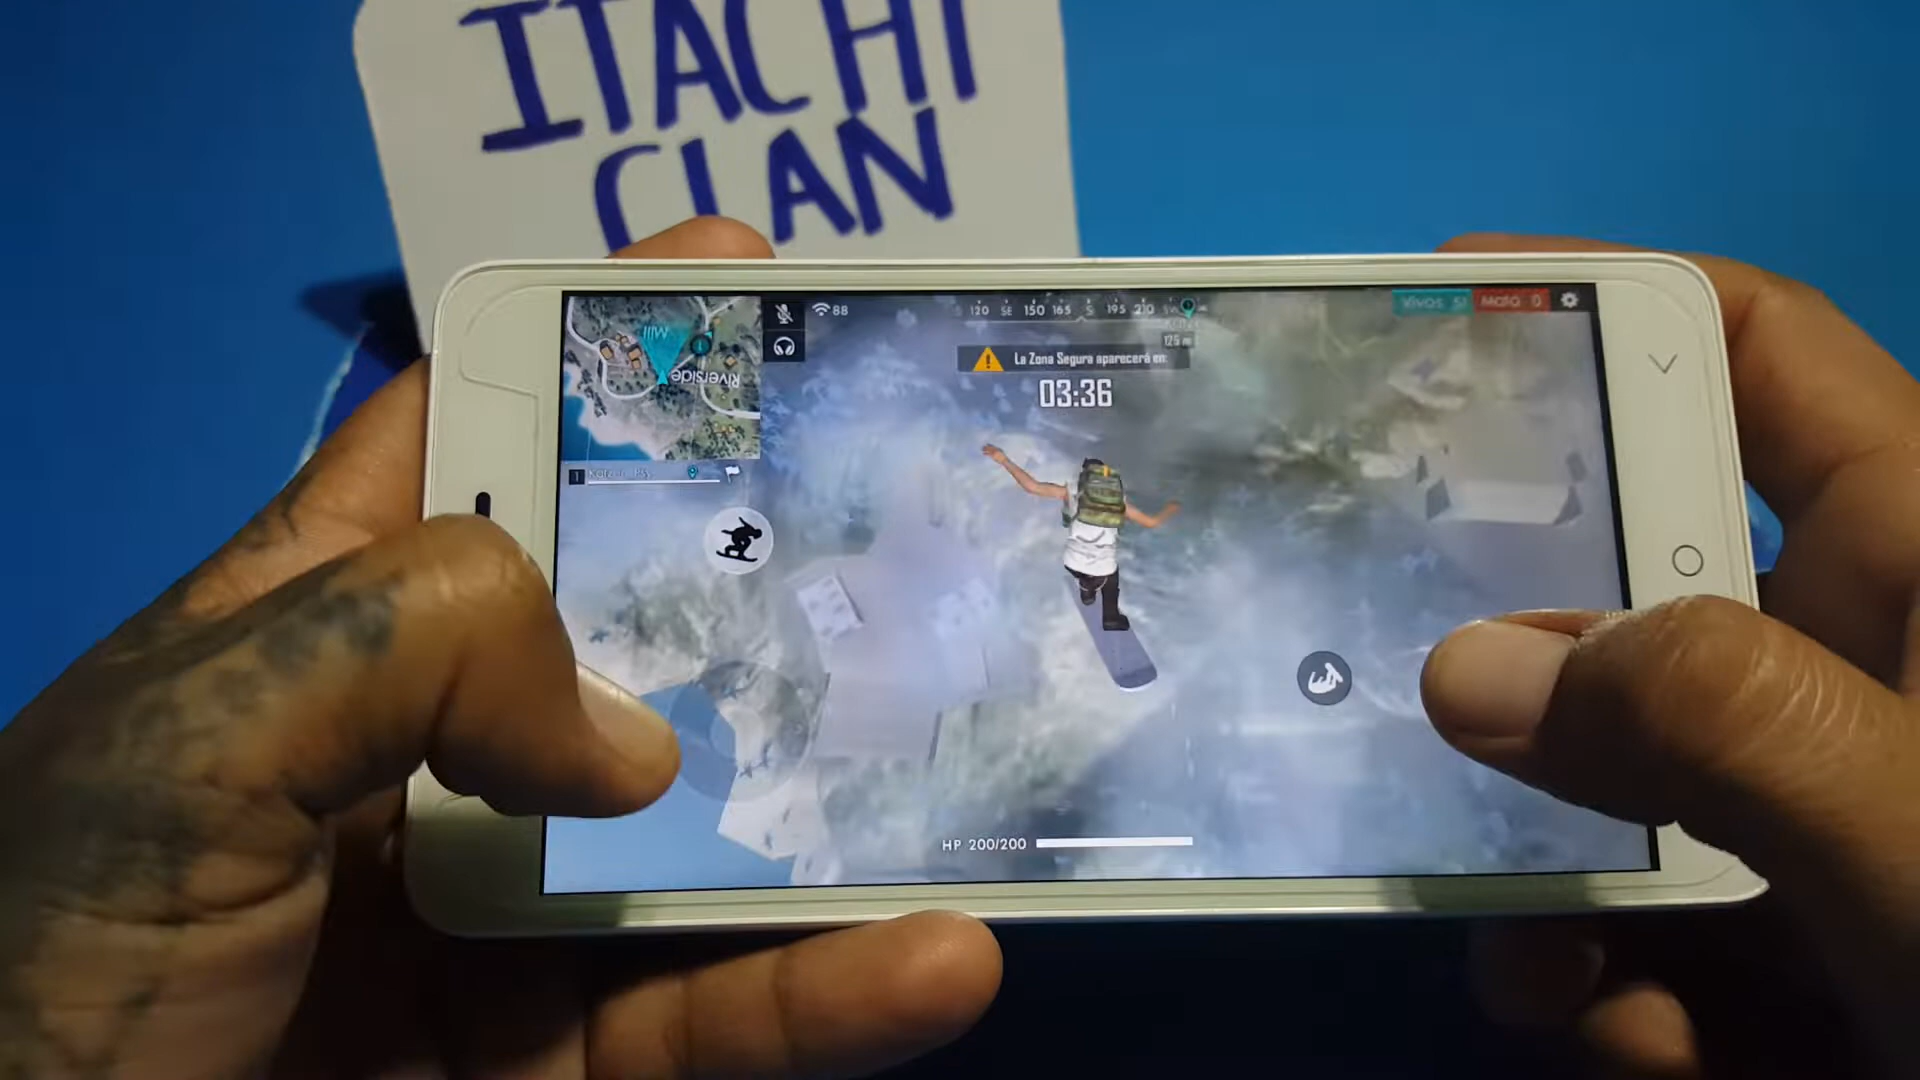 ITACHI
CLAN
Mill
Riverside
88
120 SE 150 165 S 195 210
125 m
Vivos 51 Mata 0
La Zona Segura aparecerá en:
03:36
1
HP 200/200